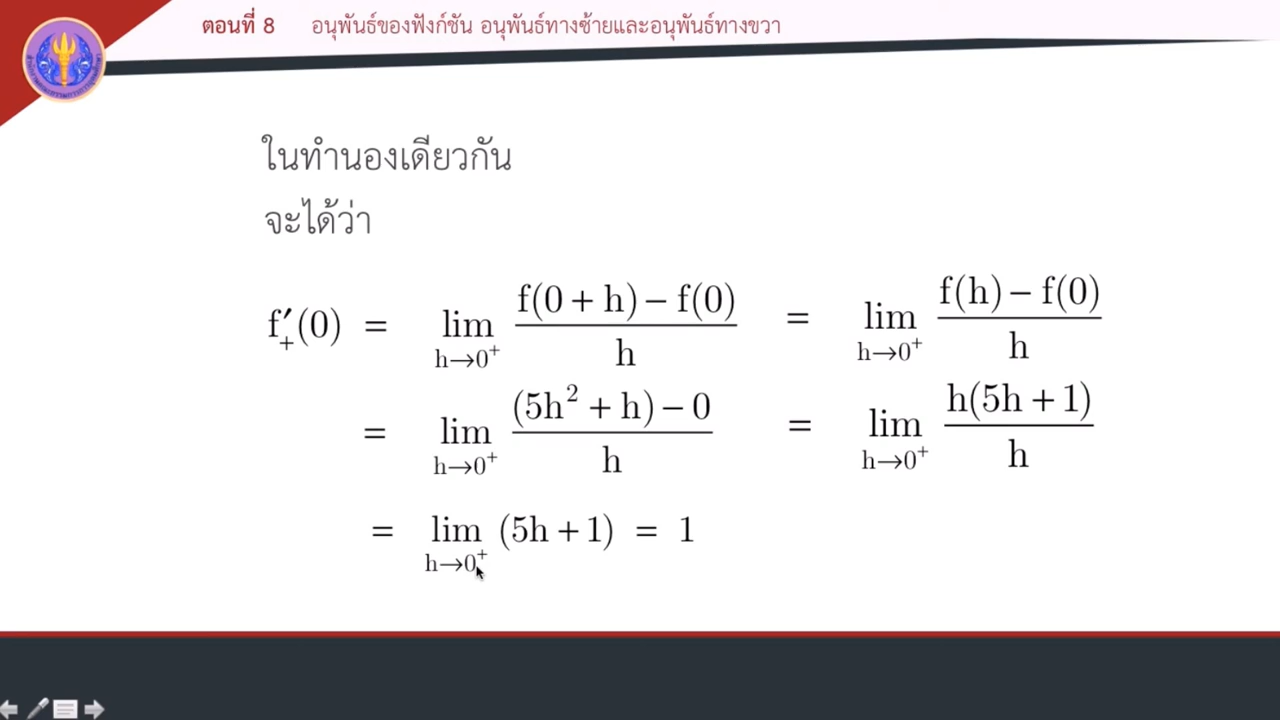 ตอนที่ 8 อนุพันธ์ของฟังก์ชัน อนุพันธ์ทางซ้ายและอนุพันธ์ทางขวา
ในทำนองเดียวกัน
จะได้ว่า
f′₊(0) = lim h→0⁺ (f(0 + h) − f(0))/h = lim h→0⁺ (f(h) − f(0))/h
= lim h→0⁺ ((5h² + h) − 0)/h = lim h→0⁺ h(5h + 1)/h
= lim h→0⁺ (5h + 1) = 1